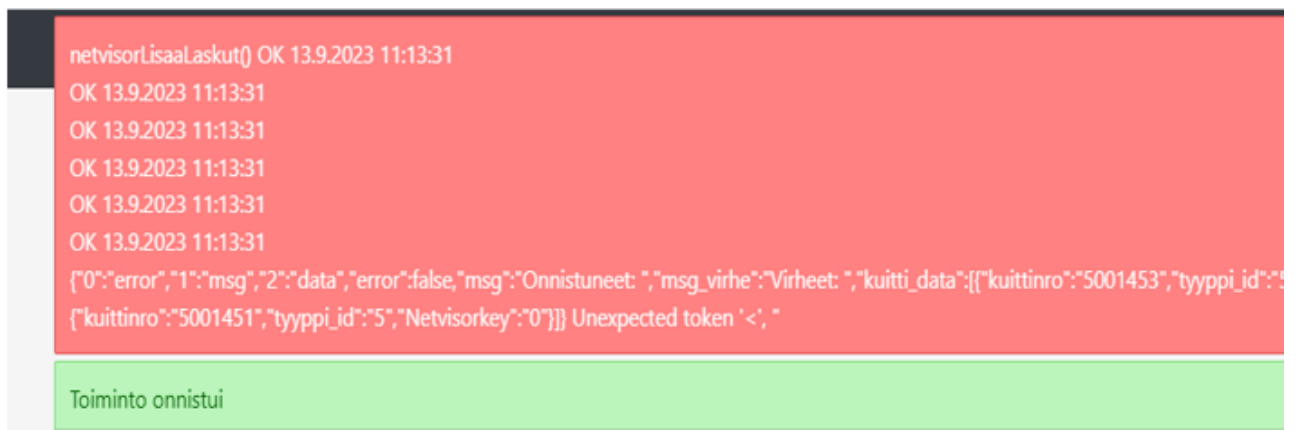 netvisorLisaaLaskut() OK 13.9.2023 11:13:31
OK 13.9.2023 11:13:31
OK 13.9.2023 11:13:31
OK 13.9.2023 11:13:31
OK 13.9.2023 11:13:31
OK 13.9.2023 11:13:31
{"0":"error","1":"msg","2":"data","error":false,"msg":"Onnistuneet: ","msg_virhe":"Virheet: ","kuitti_data":[{"kuittinro":"5001453","tyyppi_id":"5
{"kuittinro":"5001451","tyyppi_id":"5","Netvisorkey":"0"}]} Unexpected token '<', "
Toiminto onnistui